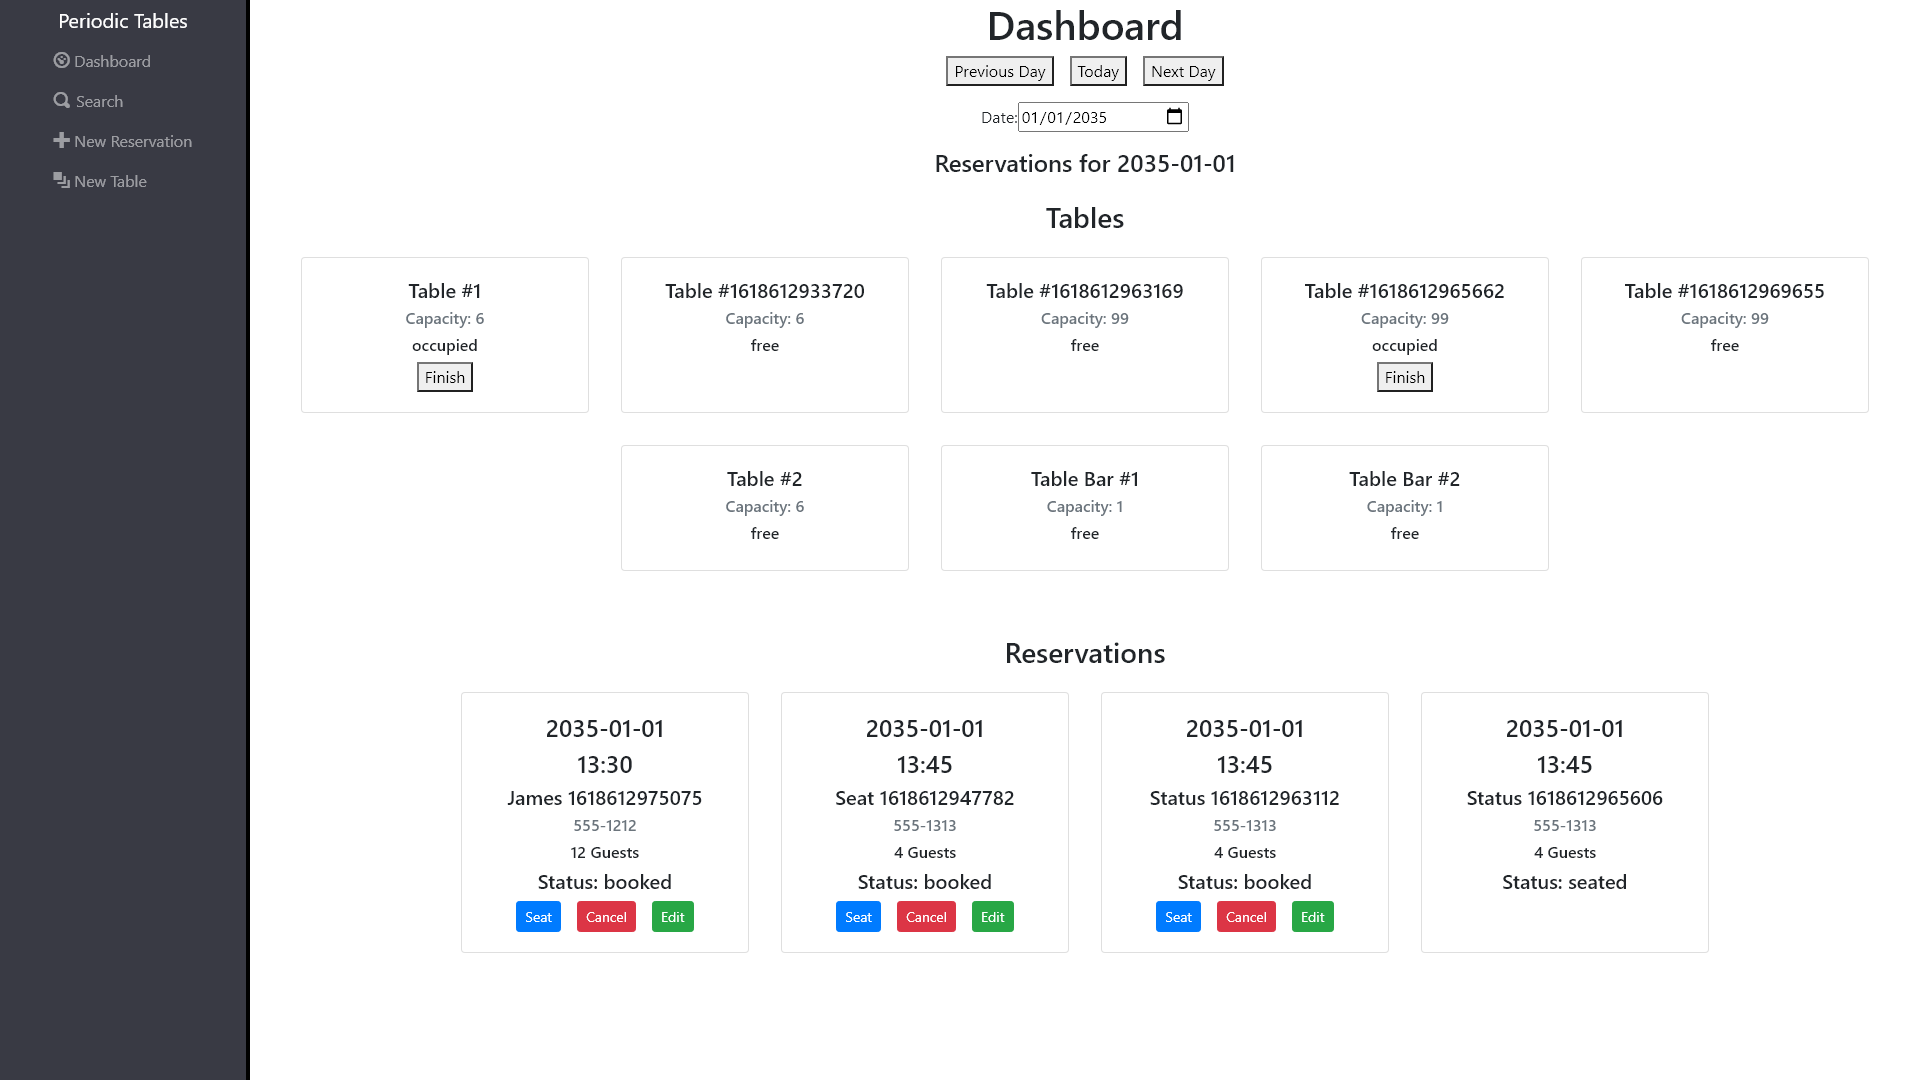 Periodic Tables
Dashboard
Search
New Reservation
New Table
Dashboard
Previous Day Today Next Day
Date: 01/01/2035
Reservations for 2035-01-01
Tables
Table #1
Capacity: 6
occupied
Finish
Table #1618612933720
Capacity: 6
free
Table #1618612963169
Capacity: 99
free
Table #1618612965662
Capacity: 99
occupied
Finish
Table #1618612969655
Capacity: 99
free
Table #2
Capacity: 6
free
Table Bar #1
Capacity: 1
free
Table Bar #2
Capacity: 1
free
Reservations
2035-01-01
13:30
James 1618612975075
555-1212
12 Guests
Status: booked
Seat Cancel Edit
2035-01-01
13:45
Seat 1618612947782
555-1313
4 Guests
Status: booked
Seat Cancel Edit
2035-01-01
13:45
Status 1618612963112
555-1313
4 Guests
Status: booked
Seat Cancel Edit
2035-01-01
13:45
Status 1618612965606
555-1313
4 Guests
Status: seated